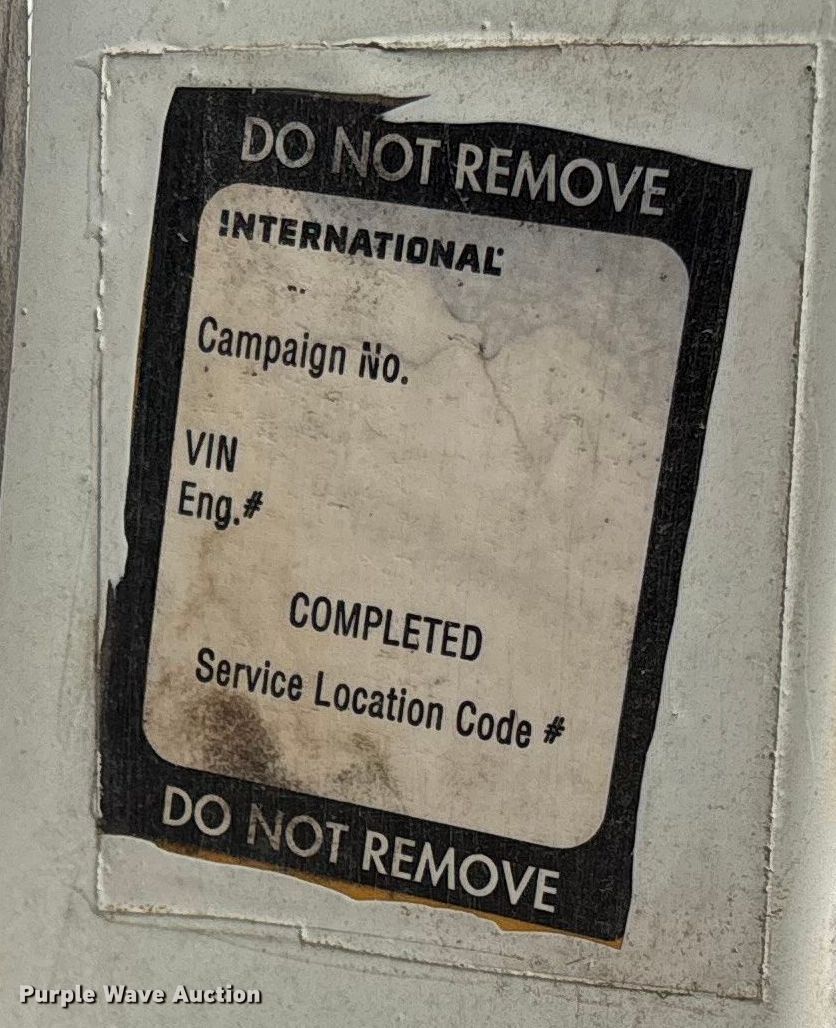 DO NOT REMOVE
INTERNATIONAL
Campaign No.
VIN
Eng.#
COMPLETED
Service Location Code #
DO NOT REMOVE
Purple Wave Auction